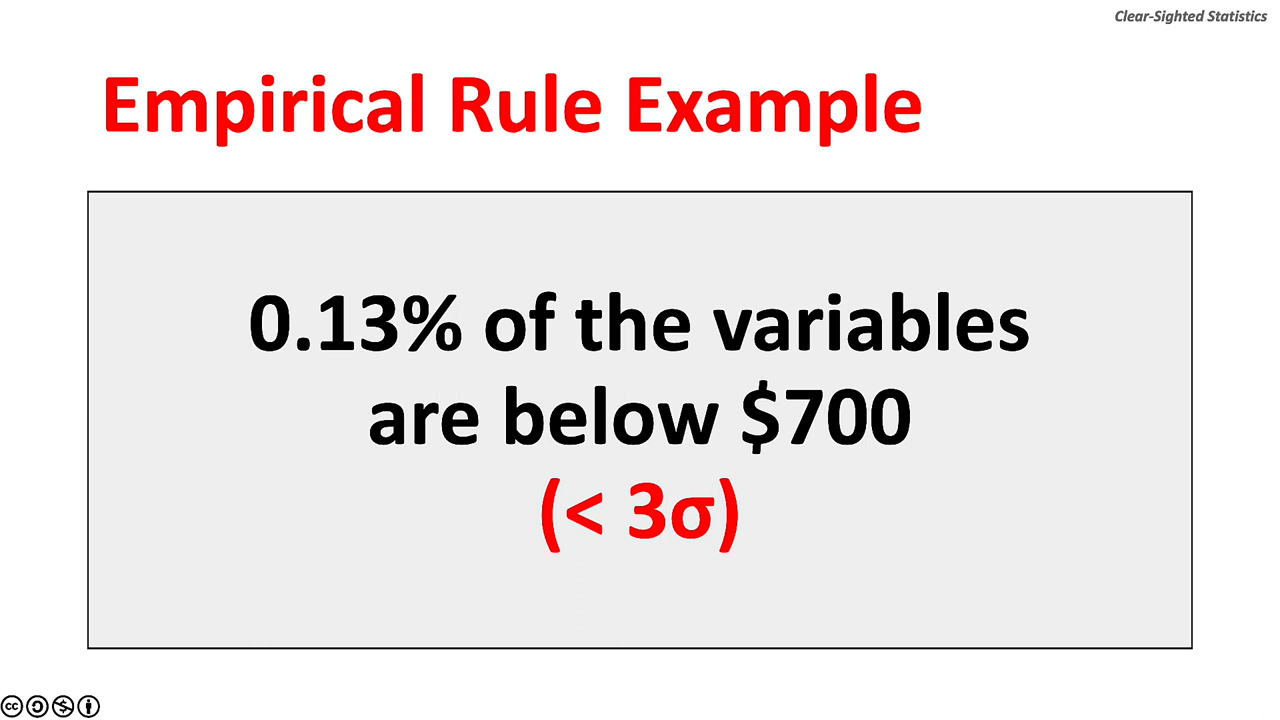 Clear-Sighted Statistics
Empirical Rule Example
0.13% of the variables
are below $700
(< 3σ)